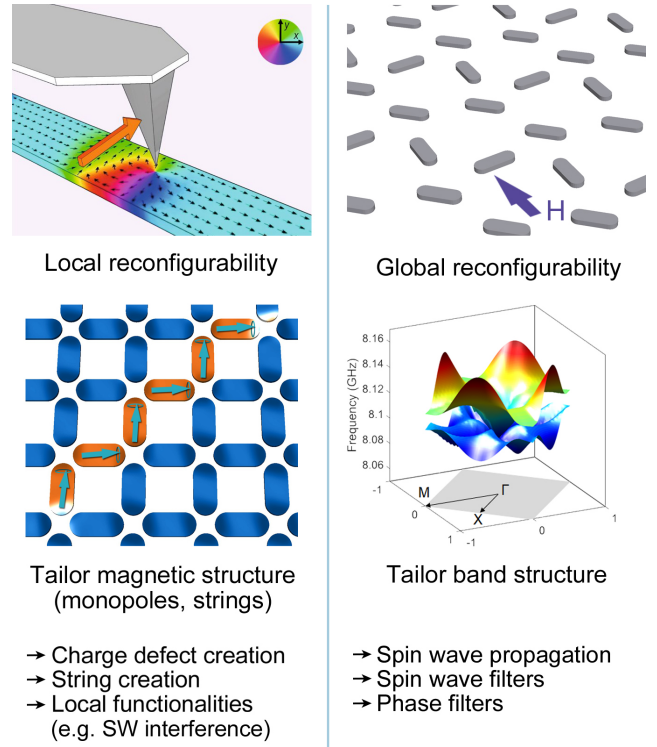 y
x
H
Local reconfigurability
Global reconfigurability
Frequency (GHz)
8.16
8.14
8.12
8.1
8.08
8.06
-1
0
1
M
Γ
X
-1
0
1
Tailor magnetic structure
(monopoles, strings)
Tailor band structure
→ Charge defect creation
→ String creation
→ Local functionalities
(e.g. SW interference)
→ Spin wave propagation
→ Spin wave filters
→ Phase filters